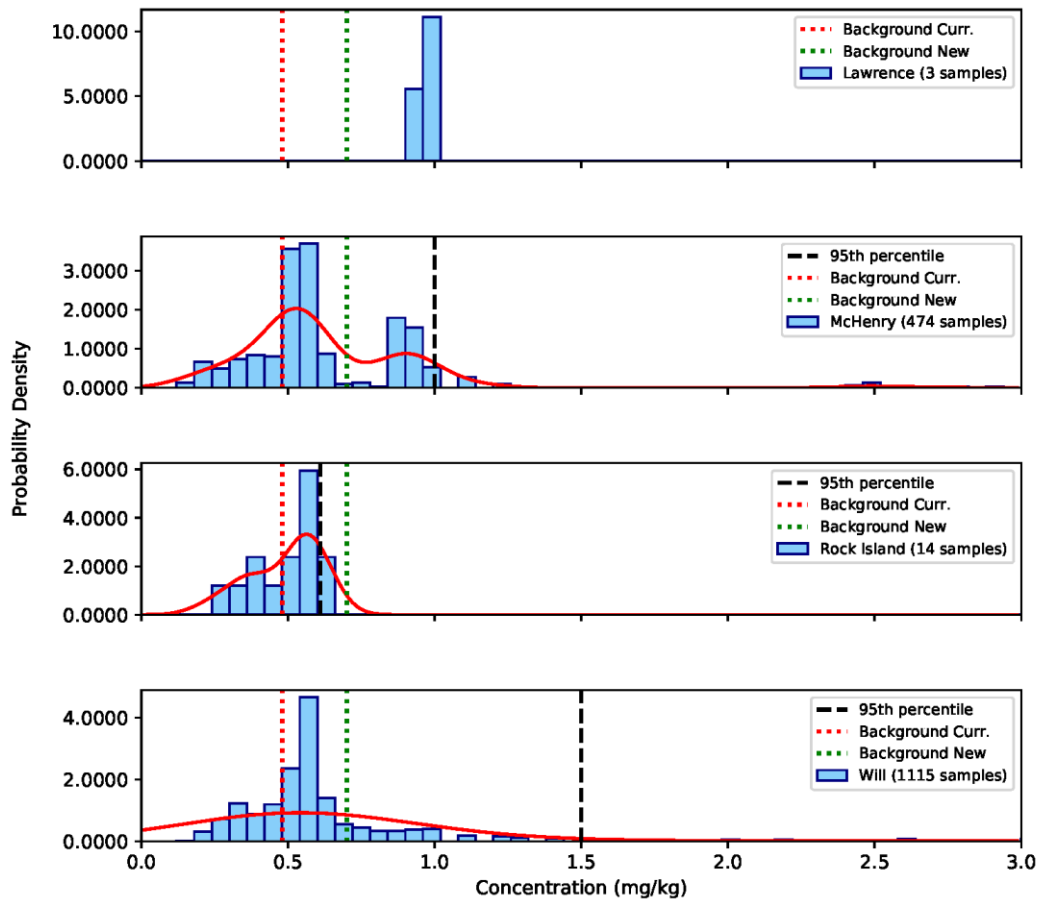 10.0000
5.0000
0.0000
Background Curr.
Background New
Lawrence (3 samples)
3.0000
2.0000
1.0000
0.0000
95th percentile
Background Curr.
Background New
McHenry (474 samples)
Probability Density
6.0000
4.0000
2.0000
0.0000
95th percentile
Background Curr.
Background New
Rock Island (14 samples)
4.0000
2.0000
0.0000
95th percentile
Background Curr.
Background New
Will (1115 samples)
0.0 0.5 1.0 1.5 2.0 2.5 3.0
Concentration (mg/kg)